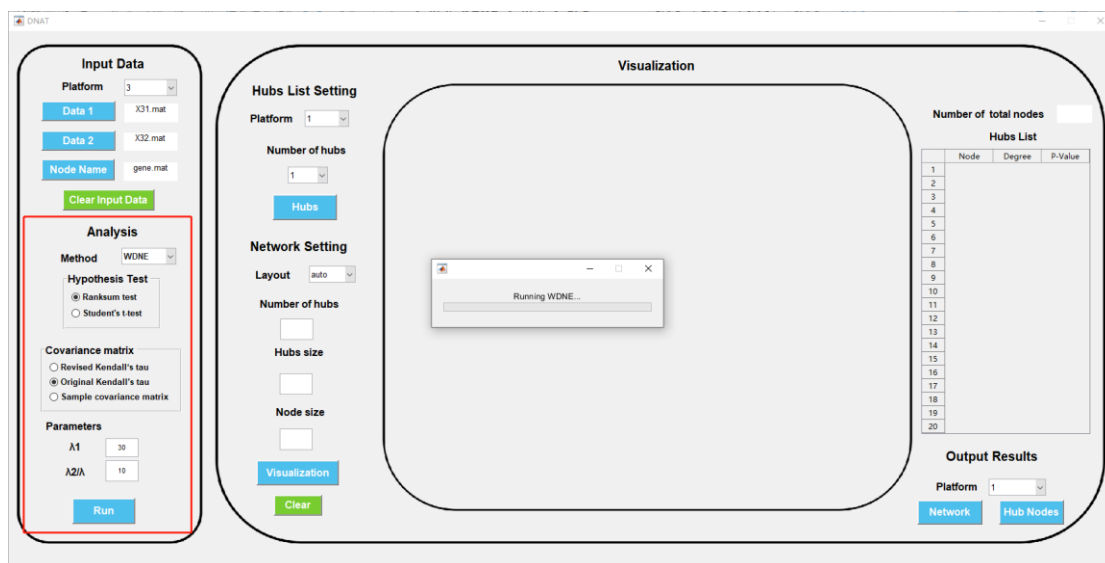 DNAT
Input Data
Platform 3
Data 1 X31.mat
Data 2 X32.mat
Node Name gene.mat
Clear Input Data
Analysis
Method WDNE
Hypothesis Test
Ranksum test
Student's t-test
Covariance matrix
Revised Kendall's tau
Original Kendall's tau
Sample covariance matrix
Parameters
λ1 30
λ2/λ 10
Run
Visualization
Hubs List Setting
Platform 1
Number of hubs
1
Hubs
Network Setting
Layout auto
Number of hubs
Hubs size
Node size
Visualization
Clear
Running WDNE...
Number of total nodes
Hubs List
Node Degree P-Value
1
2
3
4
5
6
7
8
9
10
11
12
13
14
15
16
17
18
19
20
Output Results
Platform 1
Network Hub Nodes